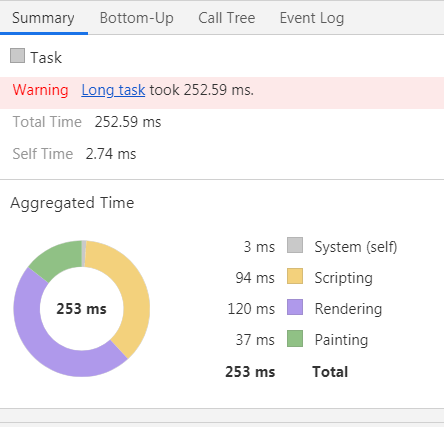 Summary Bottom-Up Call Tree Event Log
Task
Warning Long task took 252.59 ms.
Total Time 252.59 ms
Self Time 2.74 ms
Aggregated Time
253 ms
3 ms System (self)
94 ms Scripting
120 ms Rendering
37 ms Painting
253 ms Total